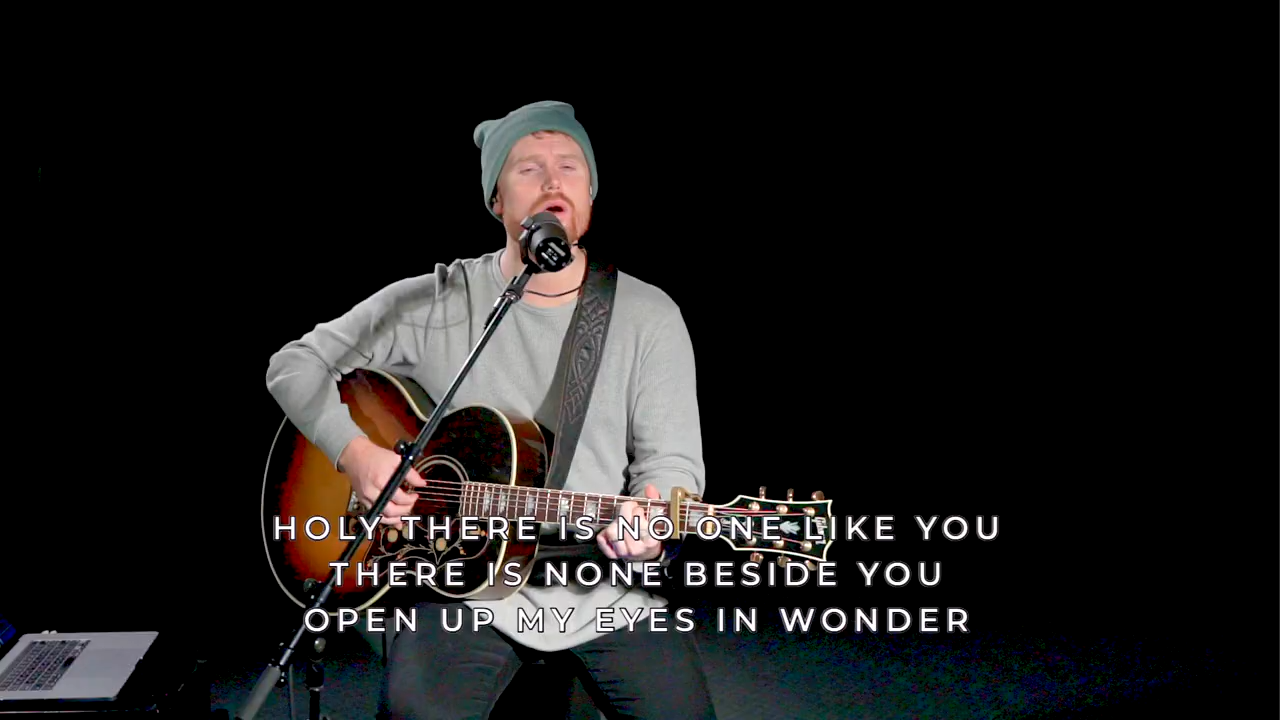 HOLY THERE IS NO ONE LIKE YOU
THERE IS NONE BESIDE YOU
OPEN UP MY EYES IN WONDER